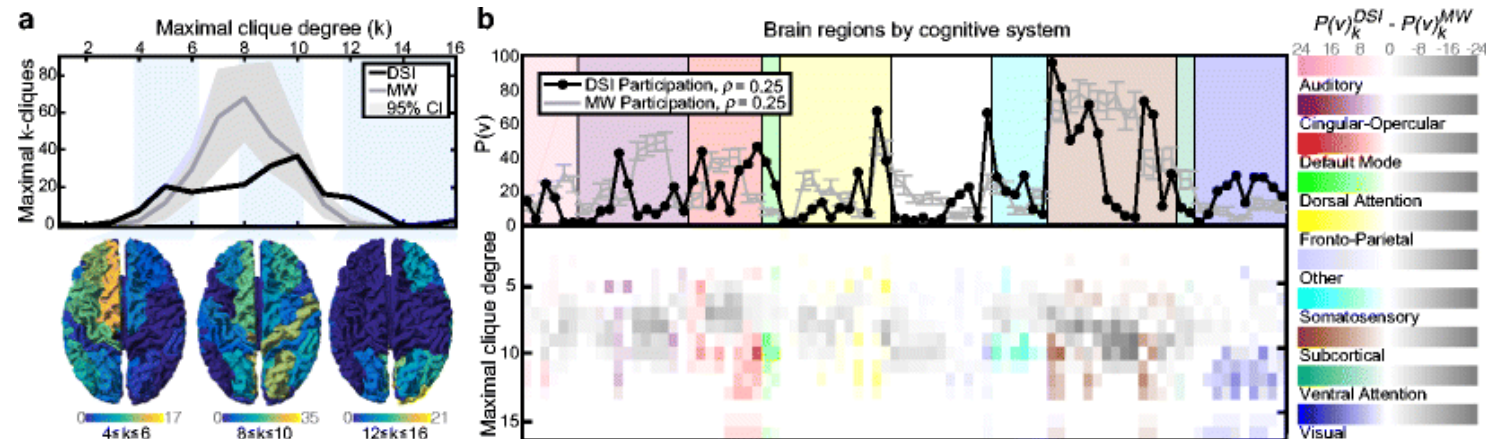 a
Maximal clique degree (k)
2 4 6 8 10 12 14 16
Maximal k-cliques
80
60
40
20
0
DSI
MW
95% CI
0 17
4≤k≤6
0 35
8≤k≤10
0 21
12≤k≤16
b
Brain regions by cognitive system
P(v)
100
80
60
40
20
0
DSI Participation, ρ = 0.25
MW Participation, ρ = 0.25
Maximal clique degree
5
10
15
P(v)ₖᴰˢᴵ - P(v)ₖᴹᵂ
24 16 8 0 -8 -16 -24
Auditory
Cingular-Opercular
Default Mode
Dorsal Attention
Fronto-Parietal
Other
Somatosensory
Subcortical
Ventral Attention
Visual